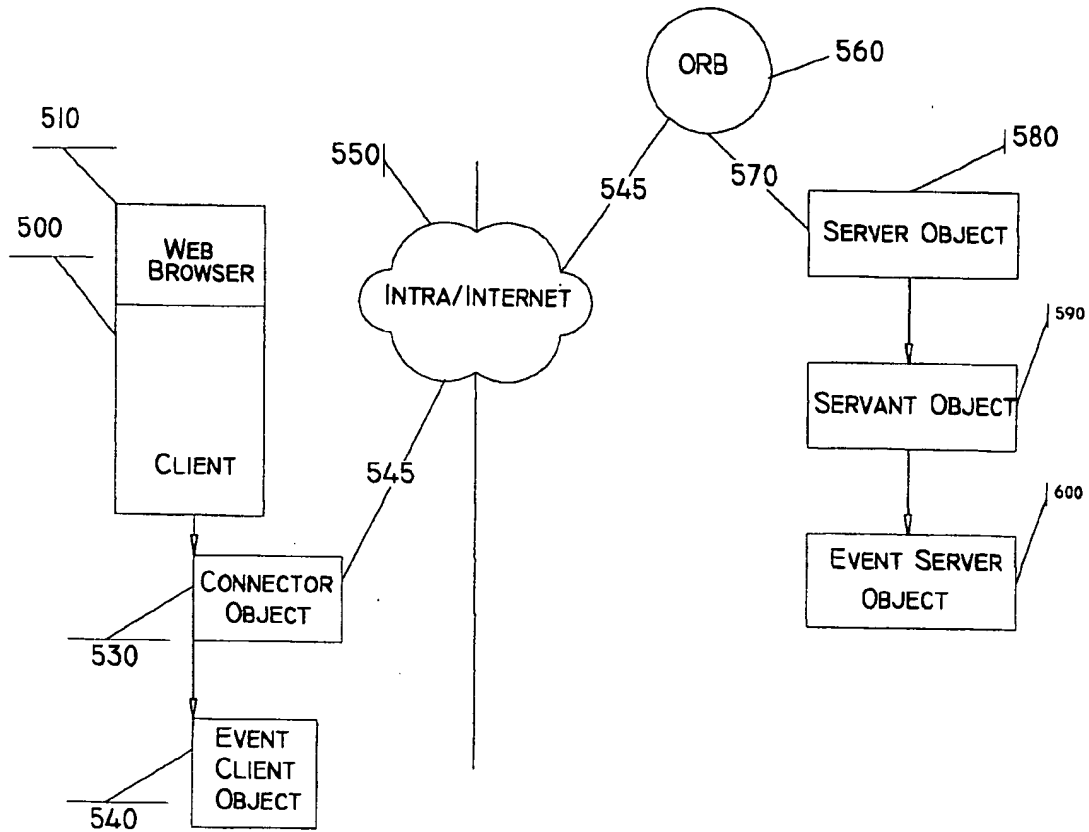 ORB
560
510
550
580
545
570
500
WEB
BROWSER
SERVER OBJECT
INTRA/INTERNET
590
SERVANT OBJECT
CLIENT
545
600
CONNECTOR
OBJECT
EVENT SERVER
OBJECT
530
EVENT
CLIENT
OBJECT
540